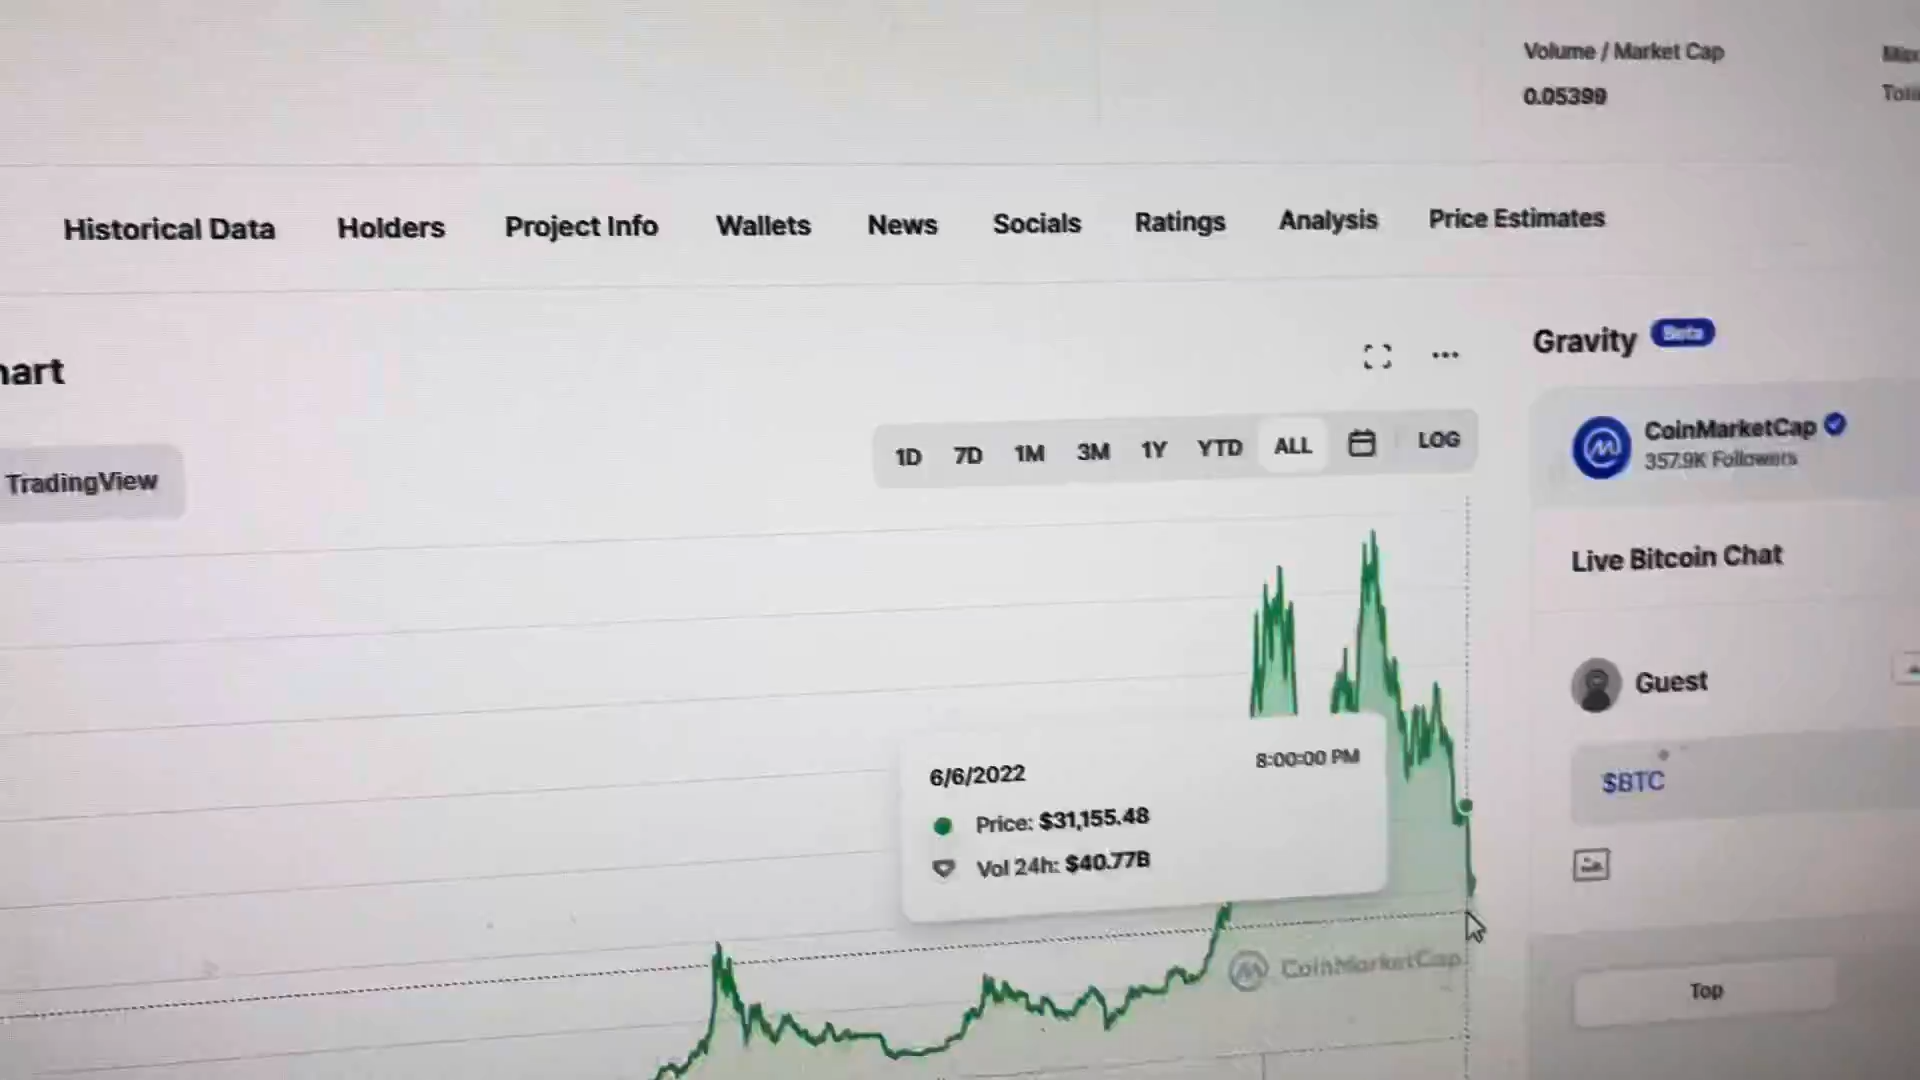 Volume / Market Cap
0.05399
Historical Data Holders Project Info Wallets News Socials Ratings Analysis Price Estimates
Gravity Beta
TradingView
1D 7D 1M 3M 1Y YTD ALL LOG
CoinMarketCap
357.9K Followers
Live Bitcoin Chat
Guest
6/6/2022 8:00:00 PM
Price: $31,155.48
Vol 24h: $40.77B
$BTC
CoinMarketCap
Top